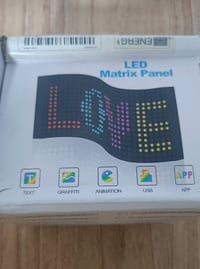 ENERG
LED
Matrix Panel
LOVE
TEXT
GRAFFITI
ANIMATION
USB
APP
APP